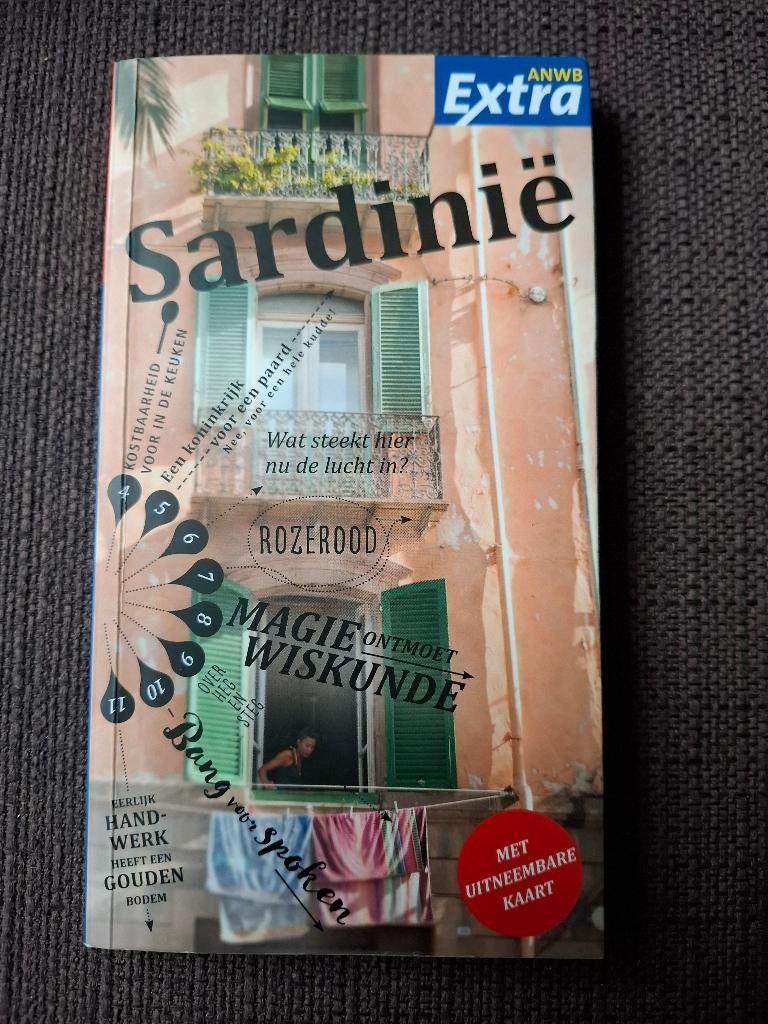 ANWB
Extra
Sardinië
KOSTBAARHEID
VOOR IN DE KEUKEN
Een koninkrijk
voor een paard
Nee, voor een hele kudde!
Wat steekt hier
nu de lucht in?
ROZEROOD
4
5
6
7
8
9
10
11
MAGIE ONTMOET
WISKUNDE
OVER
HEG
EN
STEG
Bang voor spoken
EERLIJK
HAND-
WERK
HEEFT EEN
GOUDEN
BODEM
MET
UITNEEMBARE
KAART